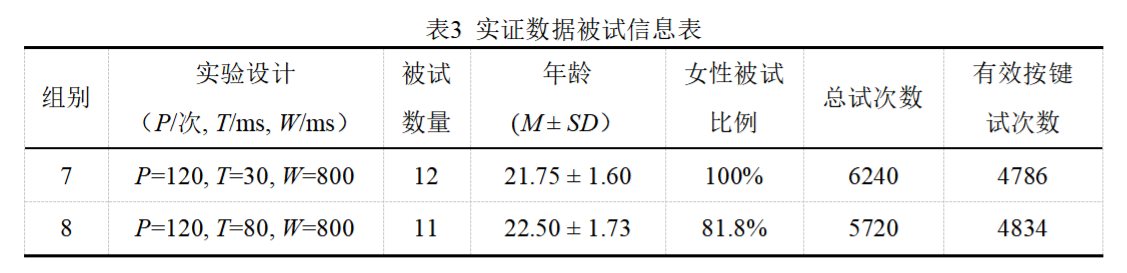 表3 实证数据被试信息表
组别 实验设计（P/次, T/ms, W/ms） 被试数量 年龄(M ± SD） 女性被试比例 总试次数 有效按键试次数
7 P=120, T=30, W=800 12 21.75 ± 1.60 100% 6240 4786
8 P=120, T=80, W=800 11 22.50 ± 1.73 81.8% 5720 4834